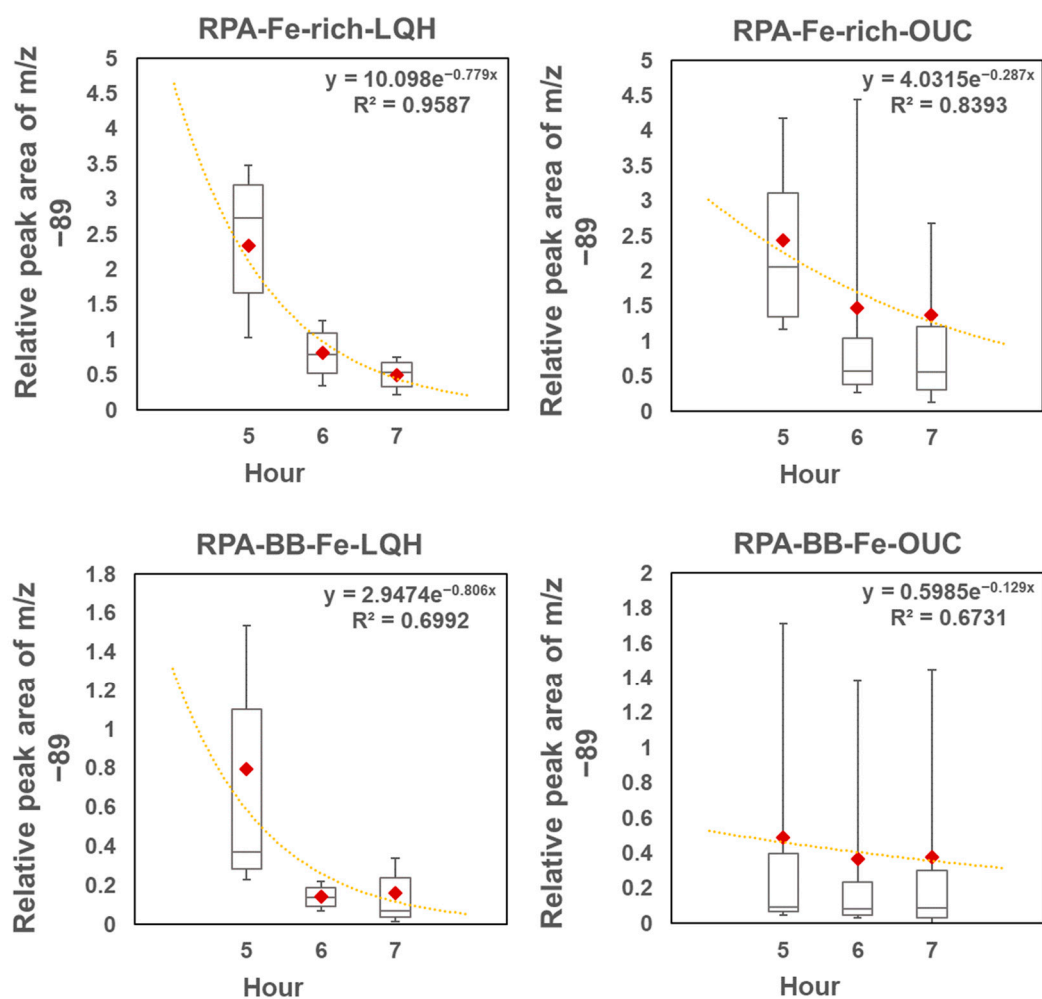 RPA-Fe-rich-LQH
Relative peak area of m/z
−89
5
4.5
4
3.5
3
2.5
2
1.5
1
0.5
0
y = 10.098e−0.779x
R² = 0.9587
5 6 7
Hour
RPA-Fe-rich-OUC
Relative peak area of m/z
−89
5
4.5
4
3.5
3
2.5
2
1.5
1
0.5
0
y = 4.0315e−0.287x
R² = 0.8393
5 6 7
Hour
RPA-BB-Fe-LQH
Relative peak area of m/z
−89
1.8
1.6
1.4
1.2
1
0.8
0.6
0.4
0.2
0
y = 2.9474e−0.806x
R² = 0.6992
5 6 7
Hour
RPA-BB-Fe-OUC
Relative peak area of m/z
−89
2
1.8
1.6
1.4
1.2
1
0.8
0.6
0.4
0.2
0
y = 0.5985e−0.129x
R² = 0.6731
5 6 7
Hour